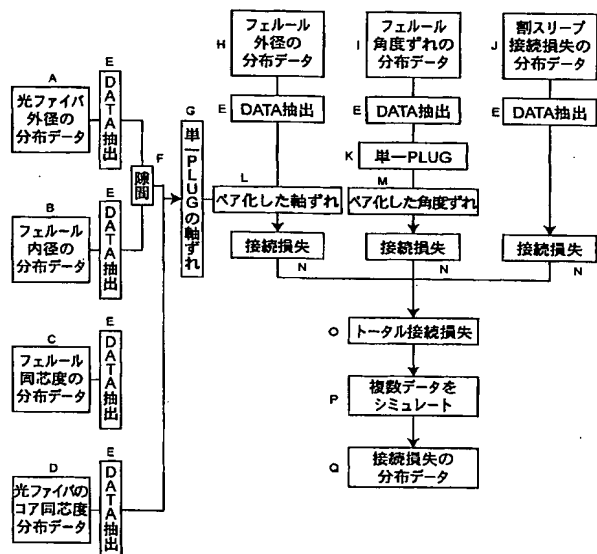 A
光ファイバ
外径の
分布データ
E
DATA抽出
B
フェルール
内径の
分布データ
E
DATA抽出
C
フェルール
同芯度の
分布データ
E
DATA抽出
D
光ファイバの
コア同芯度
分布データ
E
DATA抽出
F
隙間
G
単一PLUGの軸ずれ
H
フェルール
外径の
分布データ
E
DATA抽出
L
ペア化した軸ずれ
接続損失
N
I
フェルール
角度ずれの
分布データ
E
DATA抽出
K
単一PLUG
M
ペア化した角度ずれ
接続損失
N
J
割スリーブ
接続損失の
分布データ
E
DATA抽出
接続損失
N
O
トータル接続損失
P
複数データを
シミュレート
Q
接続損失の
分布データ